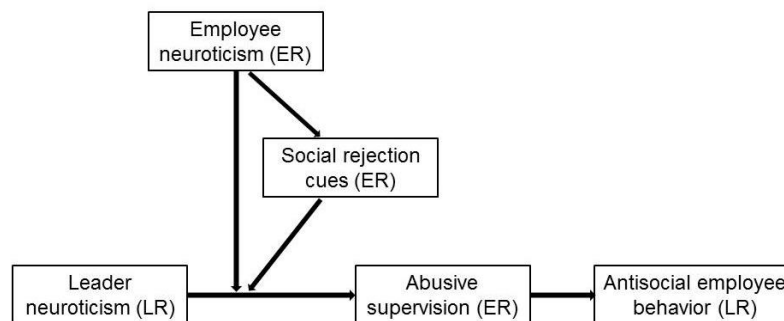 Employee
neuroticism (ER)
Social rejection
cues (ER)
Leader
neuroticism (LR)
Abusive
supervision (ER)
Antisocial employee
behavior (LR)